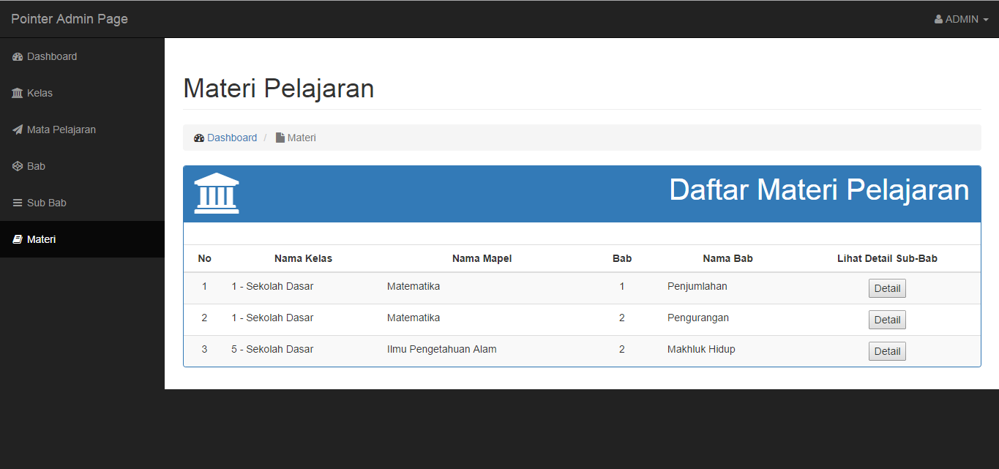 Pointer Admin Page
ADMIN
Dashboard
Kelas
Mata Pelajaran
Bab
Sub Bab
Materi
Materi Pelajaran
Dashboard / Materi
Daftar Materi Pelajaran
No Nama Kelas Nama Mapel Bab Nama Bab Lihat Detail Sub-Bab
1 1 - Sekolah Dasar Matematika 1 Penjumlahan Detail
2 1 - Sekolah Dasar Matematika 2 Pengurangan Detail
3 5 - Sekolah Dasar Ilmu Pengetahuan Alam 2 Makhluk Hidup Detail